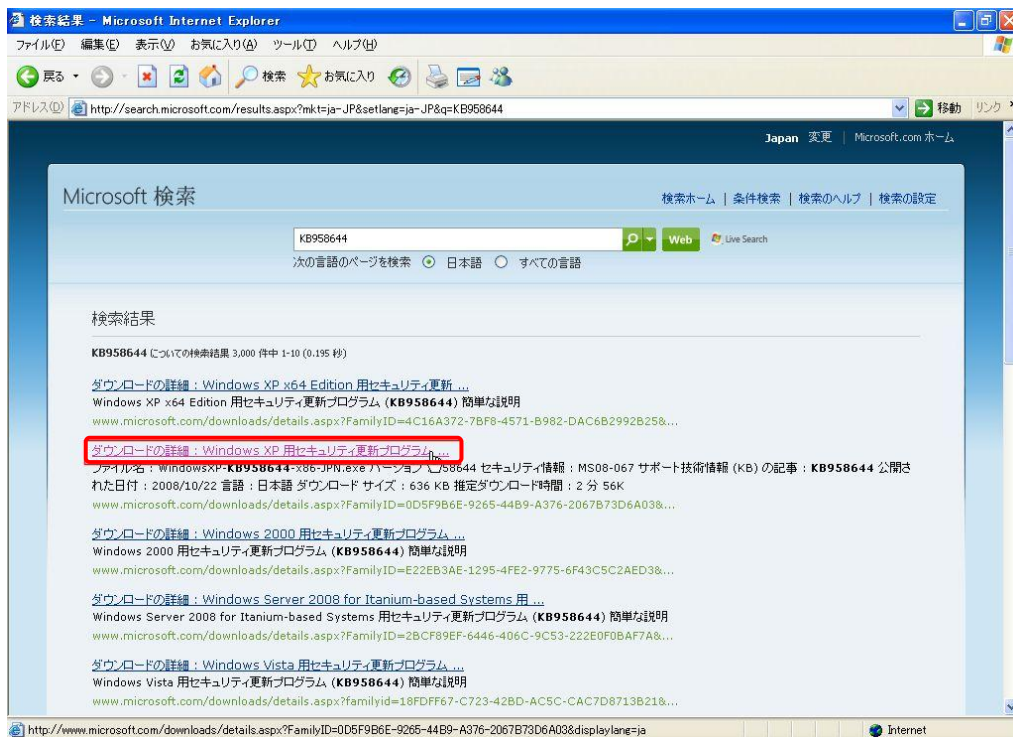 検索結果 - Microsoft Internet Explorer
ファイル(F) 編集(E) 表示(V) お気に入り(A) ツール(T) ヘルプ(H)
戻る 検索 お気に入り
アドレス(D) http://search.microsoft.com/results.aspx?mkt=ja-JP&setlang=ja-JP&q=KB958644 移動 リンク
Japan 変更 | Microsoft.com ホーム
Microsoft 検索
検索ホーム | 条件検索 | 検索のヘルプ | 検索の設定
KB958644 Web Live Search
次の言語のページを検索 日本語 すべての言語
検索結果
KB958644 についての検索結果 3,000 件中 1-10 (0.195 秒)
ダウンロードの詳細 : Windows XP x64 Edition 用セキュリティ更新 ...
Windows XP x64 Edition 用セキュリティ更新プログラム (KB958644) 簡単な説明
www.microsoft.com/downloads/details.aspx?FamilyID=4C16A372-7BF8-4571-B982-DAC6B2992B25&...
ダウンロードの詳細 : Windows XP 用セキュリティ更新プログラム ...
ファイル名 : WindowsXP-KB958644-x86-JPN.exe バージョン 58644 セキュリティ情報 : MS08-067 サポート技術情報 (KB) の記事 : KB958644 公開さ
れた日付 : 2008/10/22 言語 : 日本語 ダウンロード サイズ : 636 KB 推定ダウンロード時間 : 2 分 56K
www.microsoft.com/downloads/details.aspx?FamilyID=0D5F9B6E-9265-44B9-A376-2067B73D6A03&...
ダウンロードの詳細 : Windows 2000 用セキュリティ更新プログラム ...
Windows 2000 用セキュリティ更新プログラム (KB958644) 簡単な説明
www.microsoft.com/downloads/details.aspx?FamilyID=E22EB3AE-1295-4FE2-9775-6F43C5C2AED3&...
ダウンロードの詳細 : Windows Server 2008 for Itanium-based Systems 用 ...
Windows Server 2008 for Itanium-based Systems 用セキュリティ更新プログラム (KB958644) 簡単な説明
www.microsoft.com/downloads/details.aspx?FamilyID=2BCF89EF-6446-406C-9C53-222E0F0BAF7A&...
ダウンロードの詳細 : Windows Vista 用セキュリティ更新プログラム ...
Windows Vista 用セキュリティ更新プログラム (KB958644) 簡単な説明
www.microsoft.com/downloads/details.aspx?familyid=18FDFF67-C723-42BD-AC5C-CAC7D8713B21&...
http://www.microsoft.com/downloads/details.aspx?FamilyID=0D5F9B6E-9265-44B9-A376-2067B73D6A03&displaylang=ja インターネット